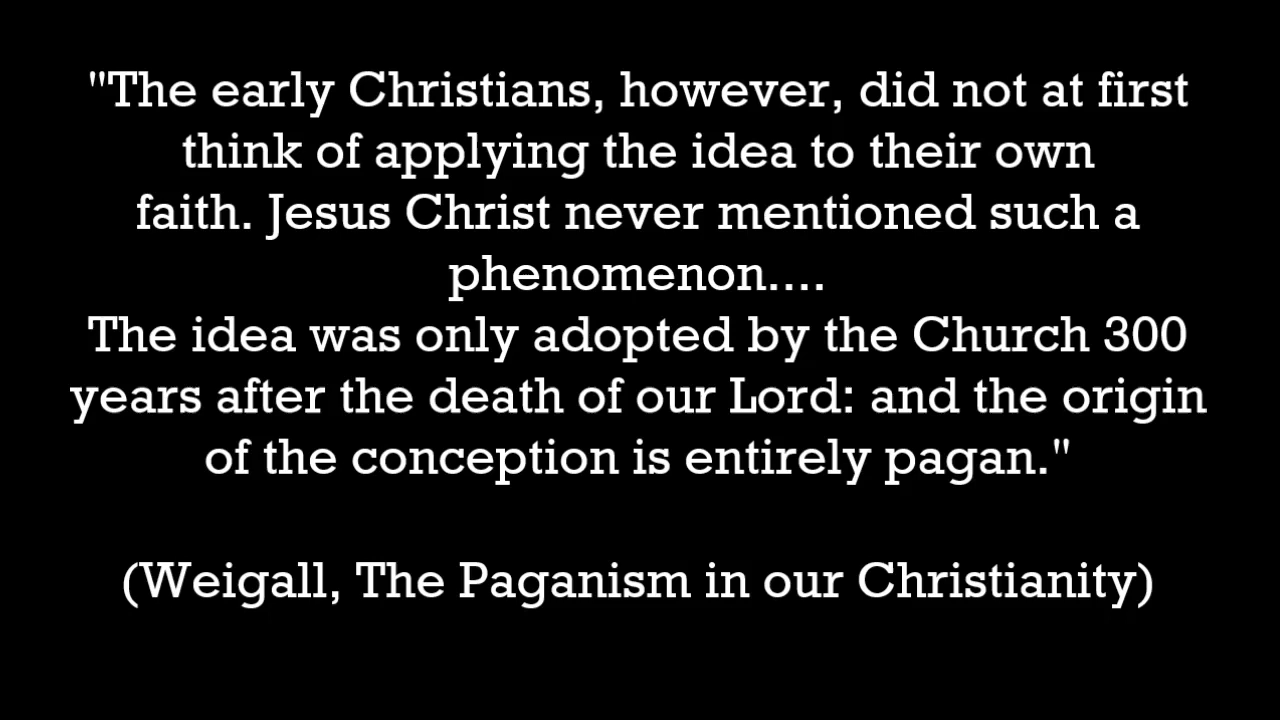 "The early Christians, however, did not at first
think of applying the idea to their own
faith. Jesus Christ never mentioned such a
phenomenon....
The idea was only adopted by the Church 300
years after the death of our Lord: and the origin
of the conception is entirely pagan."
(Weigall, The Paganism in our Christianity)